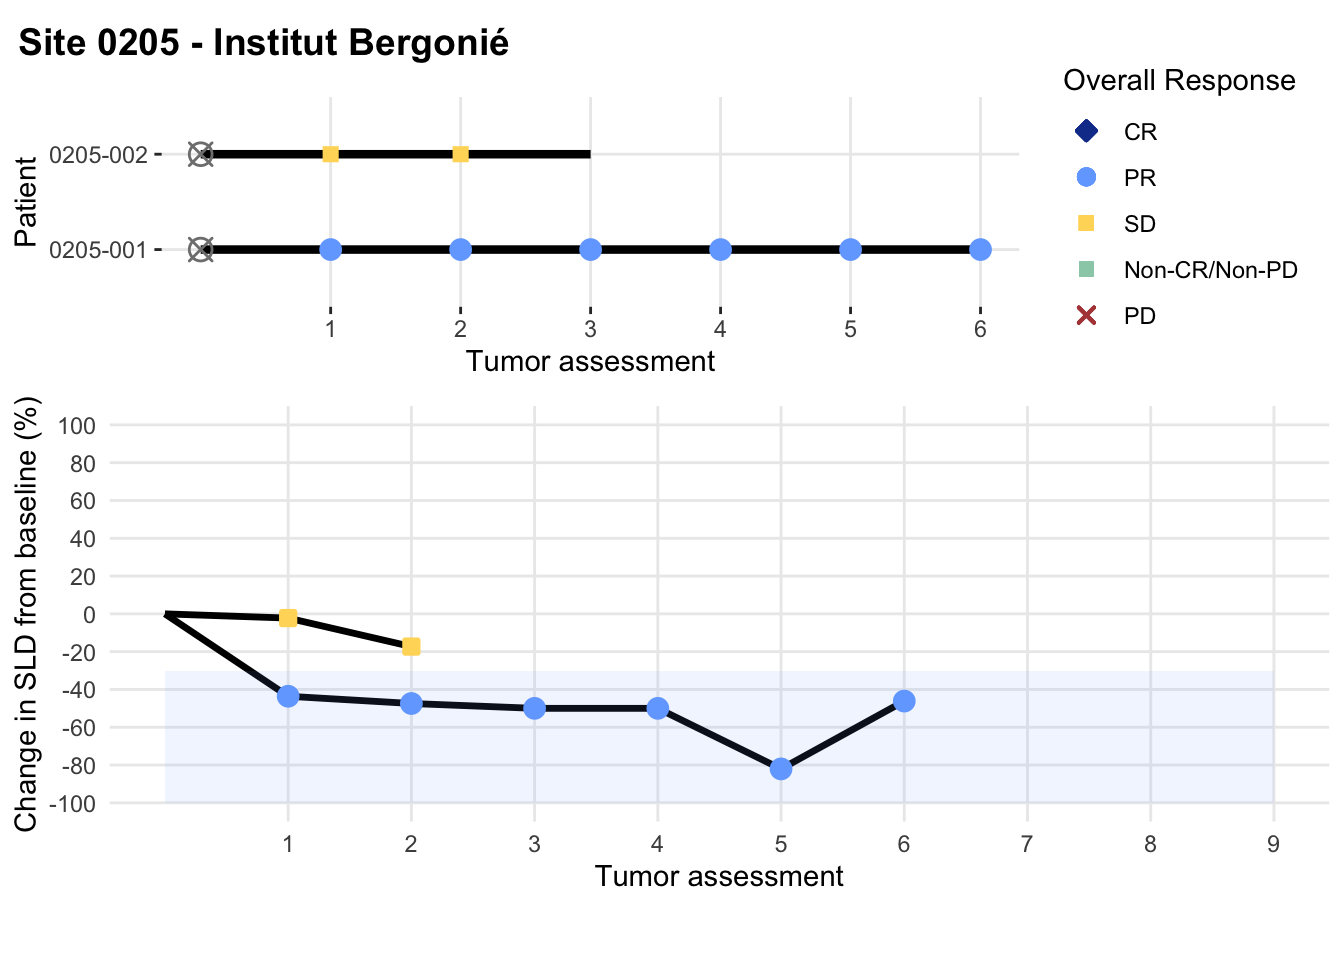 Site 0205 - Institut Bergonié
Overall Response
CR
PR
SD
Non-CR/Non-PD
PD
Patient
0205-002
0205-001
1 2 3 4 5 6
Tumor assessment
Change in SLD from baseline (%)
100
80
60
40
20
0
-20
-40
-60
-80
-100
1 2 3 4 5 6 7 8 9
Tumor assessment